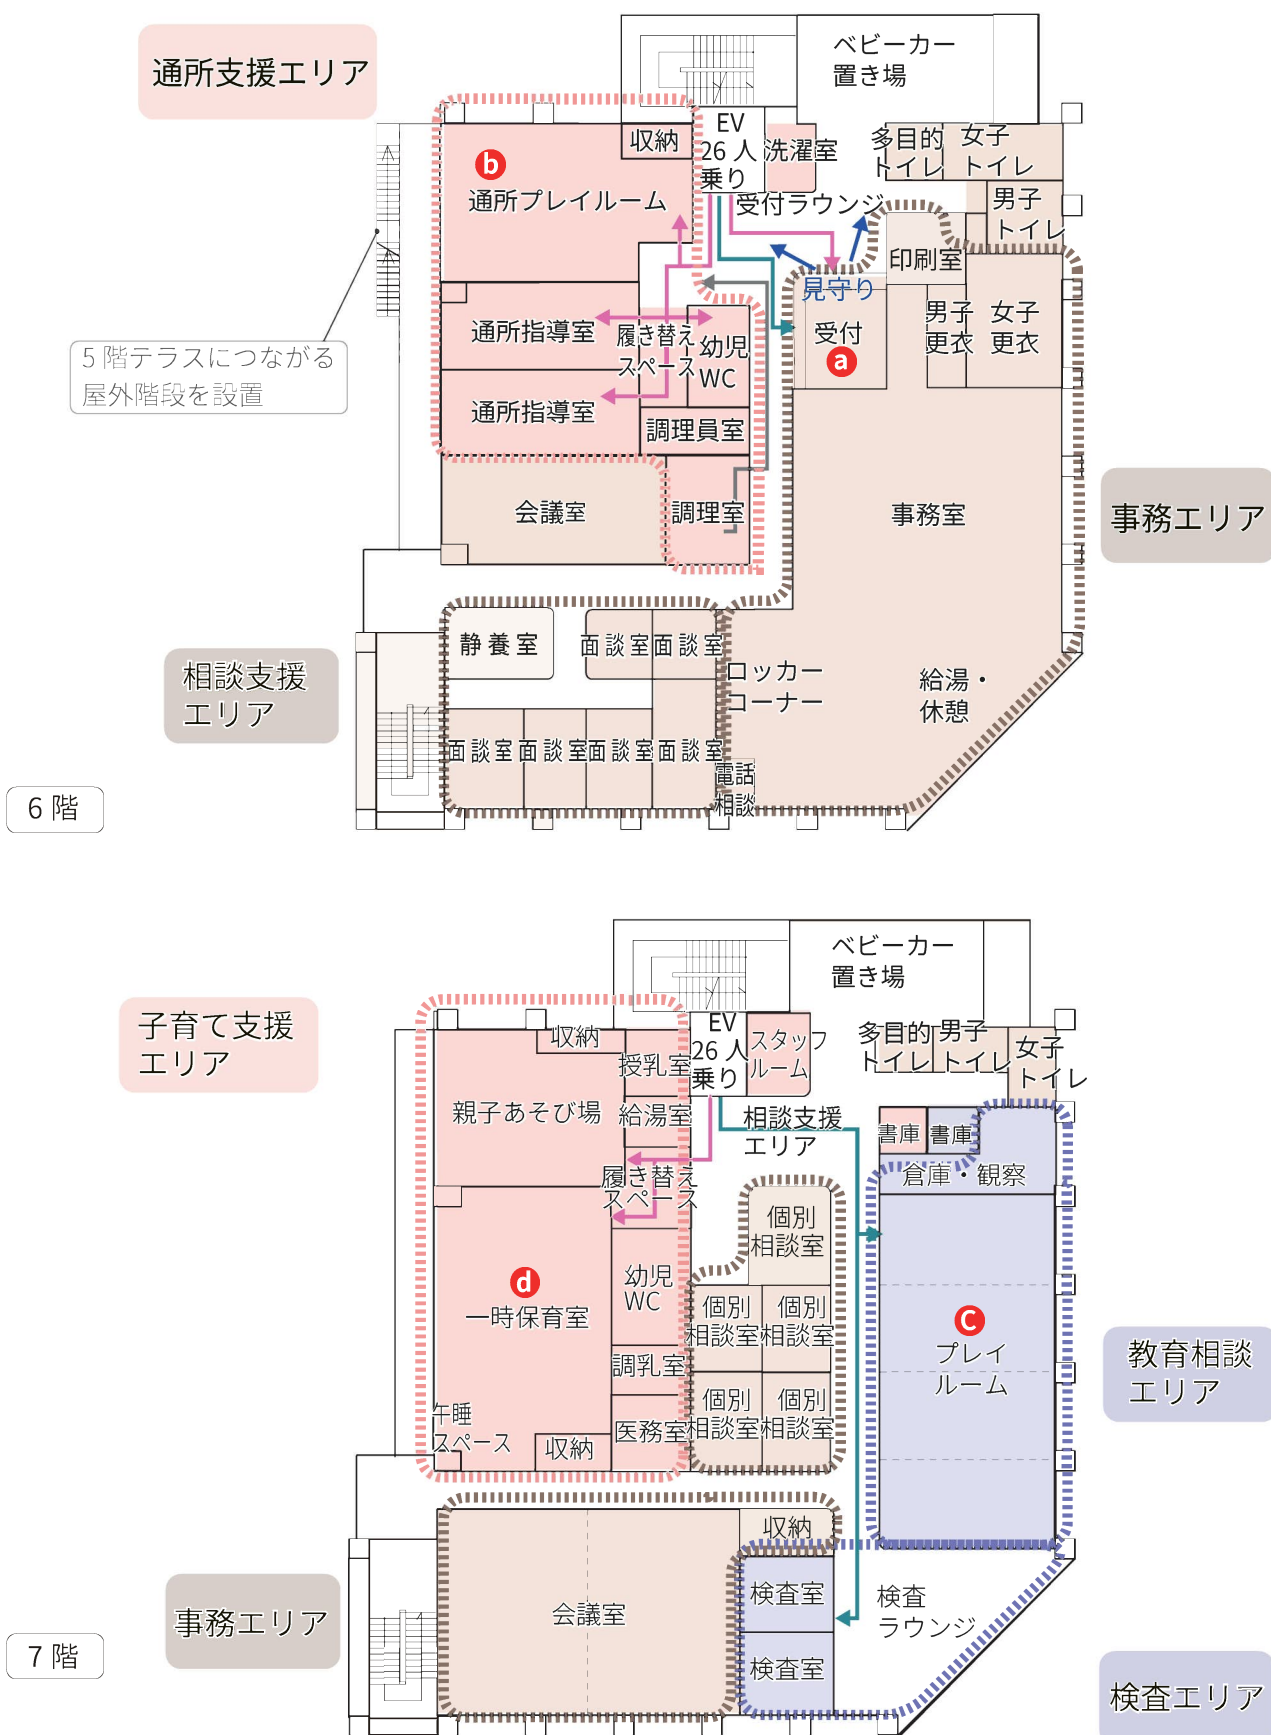 通所支援エリア
ベビーカー
置き場
収納
EV
26人
乗り
洗濯室
多目的
トイレ
女子
トイレ
b
通所プレイルーム
受付ラウンジ
男子
トイレ
印刷室
見守り
5階テラスにつながる
屋外階段を設置
通所指導室
履き替え
スペース
幼児
WC
受付
a
男子
更衣
女子
更衣
通所指導室
調理員室
会議室
調理室
事務室
事務エリア
相談支援
エリア
静養室
面談室
面談室
ロッカー
コーナー
給湯・
休憩
面談室
面談室
面談室
面談室
電話
相談
6階
子育て支援
エリア
ベビーカー
置き場
収納
授乳室
EV
26人
乗り
スタッフ
ルーム
多目的
トイレ
男子
トイレ
女子
トイレ
親子あそび場
給湯室
相談支援
エリア
書庫
書庫
履き替え
スペース
倉庫・観察
個別
相談室
d
一時保育室
幼児
WC
個別
相談室
個別
相談室
c
プレイ
ルーム
教育相談
エリア
調乳室
午睡
スペース
収納
医務室
個別
相談室
個別
相談室
収納
事務エリア
会議室
検査室
検査
ラウンジ
検査室
7階
検査エリア